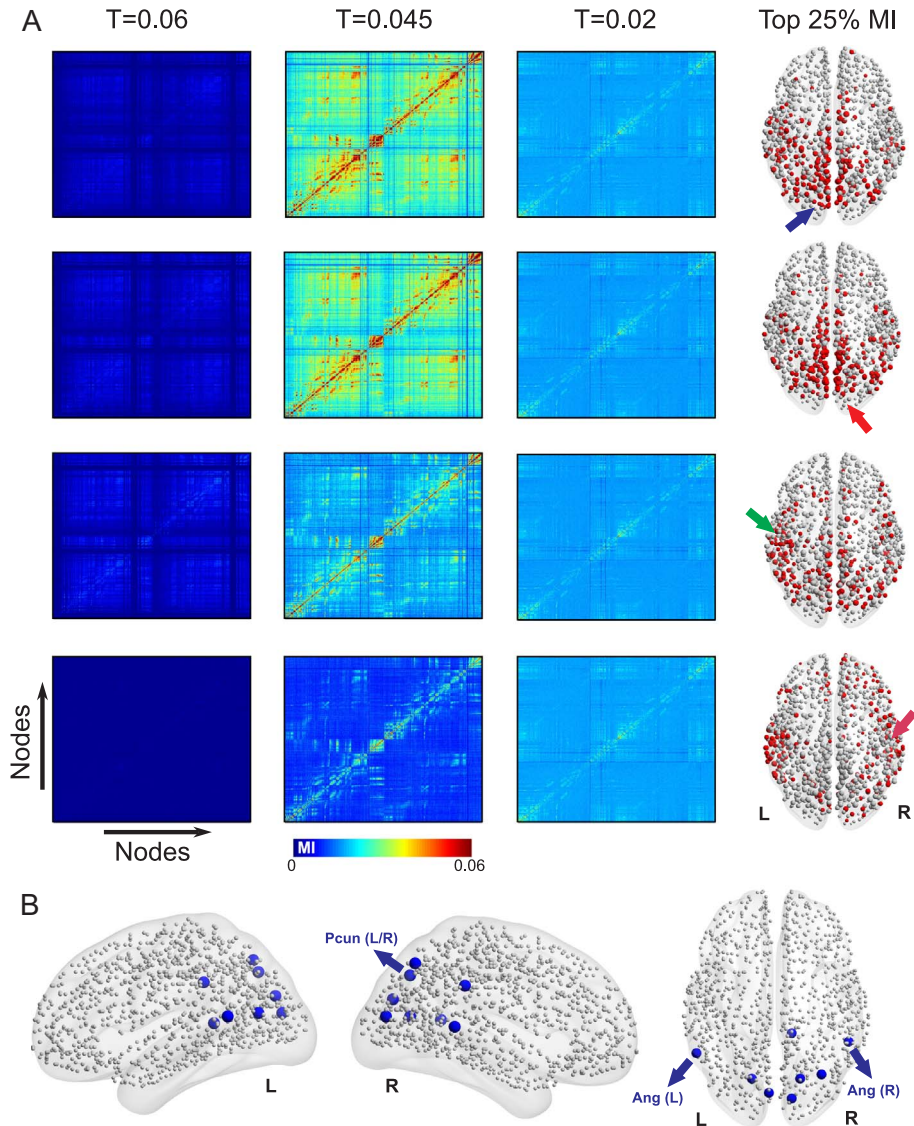 A
T=0.06
T=0.045
T=0.02
Top 25% MI
Nodes
Nodes
L
R
MI
0
0.06
B
Pcun (L/R)
L
R
Ang (L)
Ang (R)
L
R